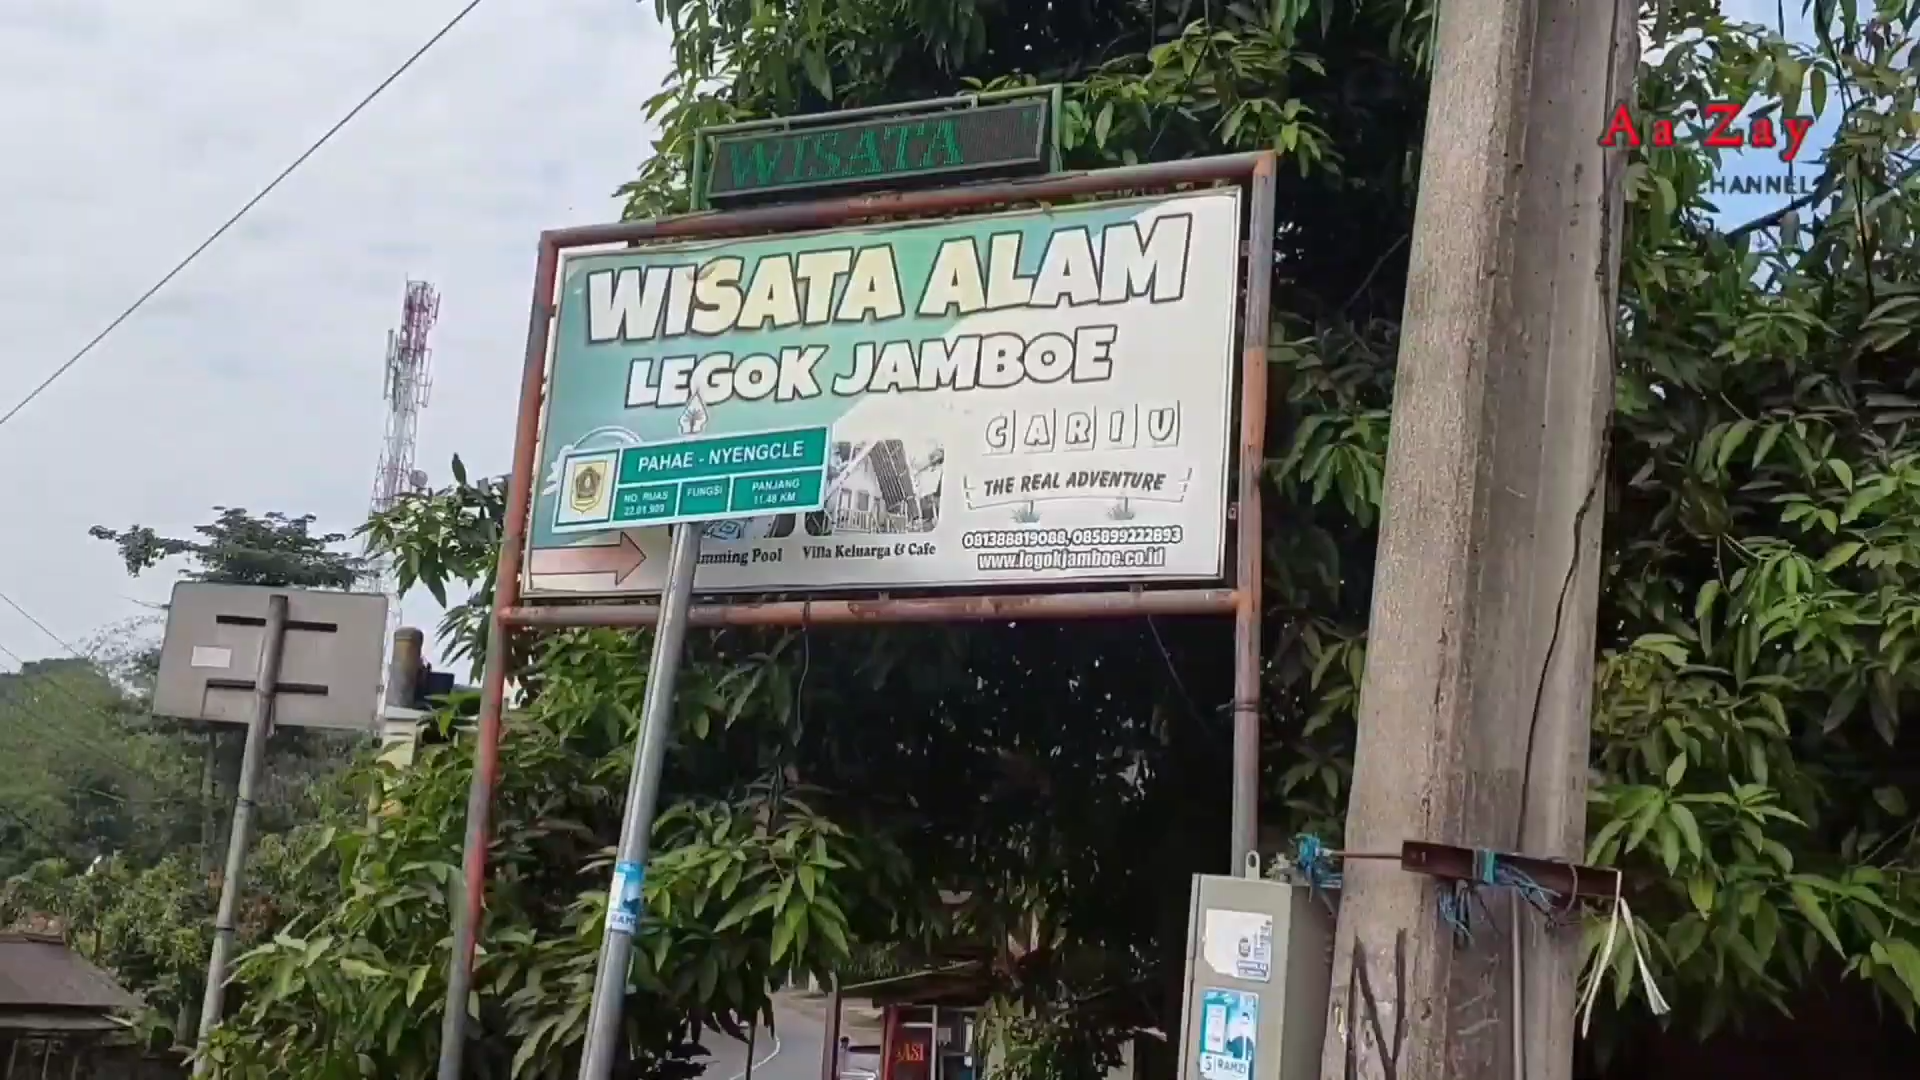 Aa Zay
CHANNEL
WISATA
WISATA ALAM
LEGOK JAMBOE
CARIU
THE REAL ADVENTURE
PAHAE - NYENGCLE
NO. RUAS
22.01.909
FUNGSI
PANJANG
11.48 KM
Pool
Villa Keluarga & Cafe
081388819088, 085899222893
www.legokjamboe.co.id
5 RAMZI